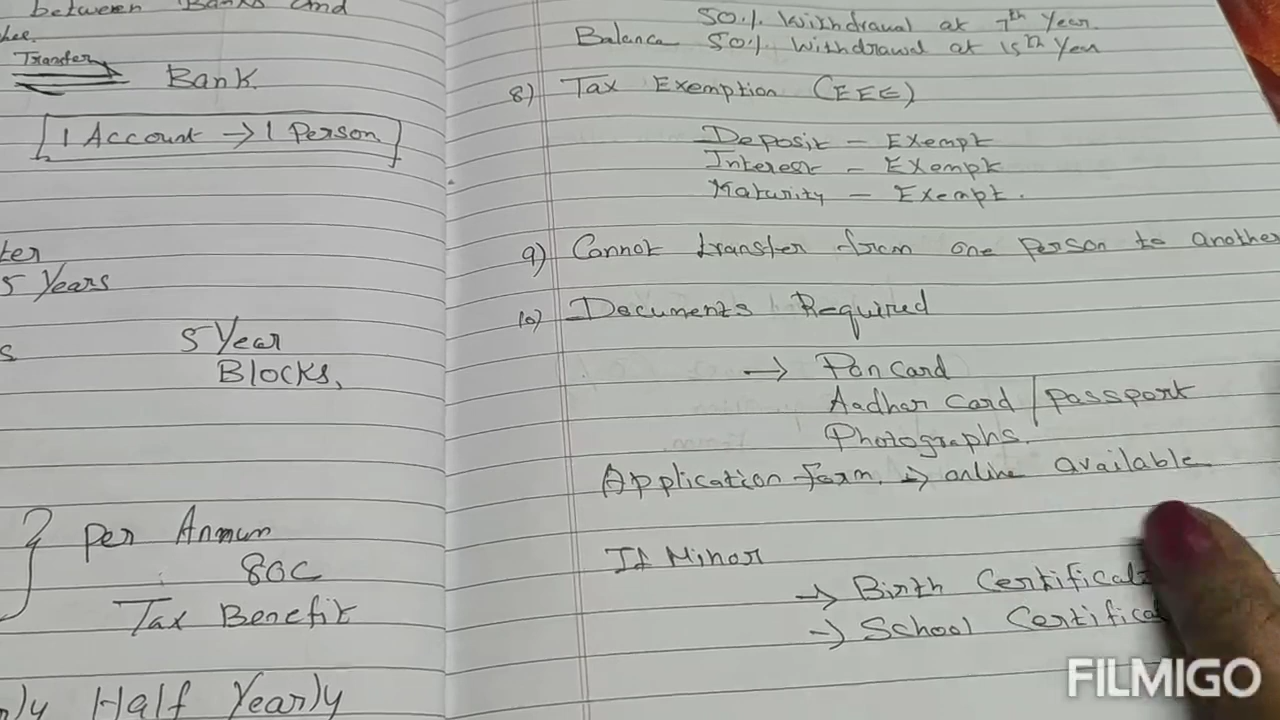 between Banks and
Transfer
Bank.
1 Account → 1 Person
5 Years
5 Year
Blocks,
per Annum
80C
Tax Benefit
Half Yearly
50% Withdrawal at 7th Year.
Balance 50% Withdrawal at 15th Year
8) Tax Exemption (EEE)
Deposit - Exempt
Interest - Exempt
Maturity - Exempt.
9) Cannot transfer from one person to another
10) Documents Required
→ Pan Card
Aadhar Card / Passport
Photographs.
Application form. → online available
If Minor
→ Birth Certificate
→ School Certificat
FILMIGO